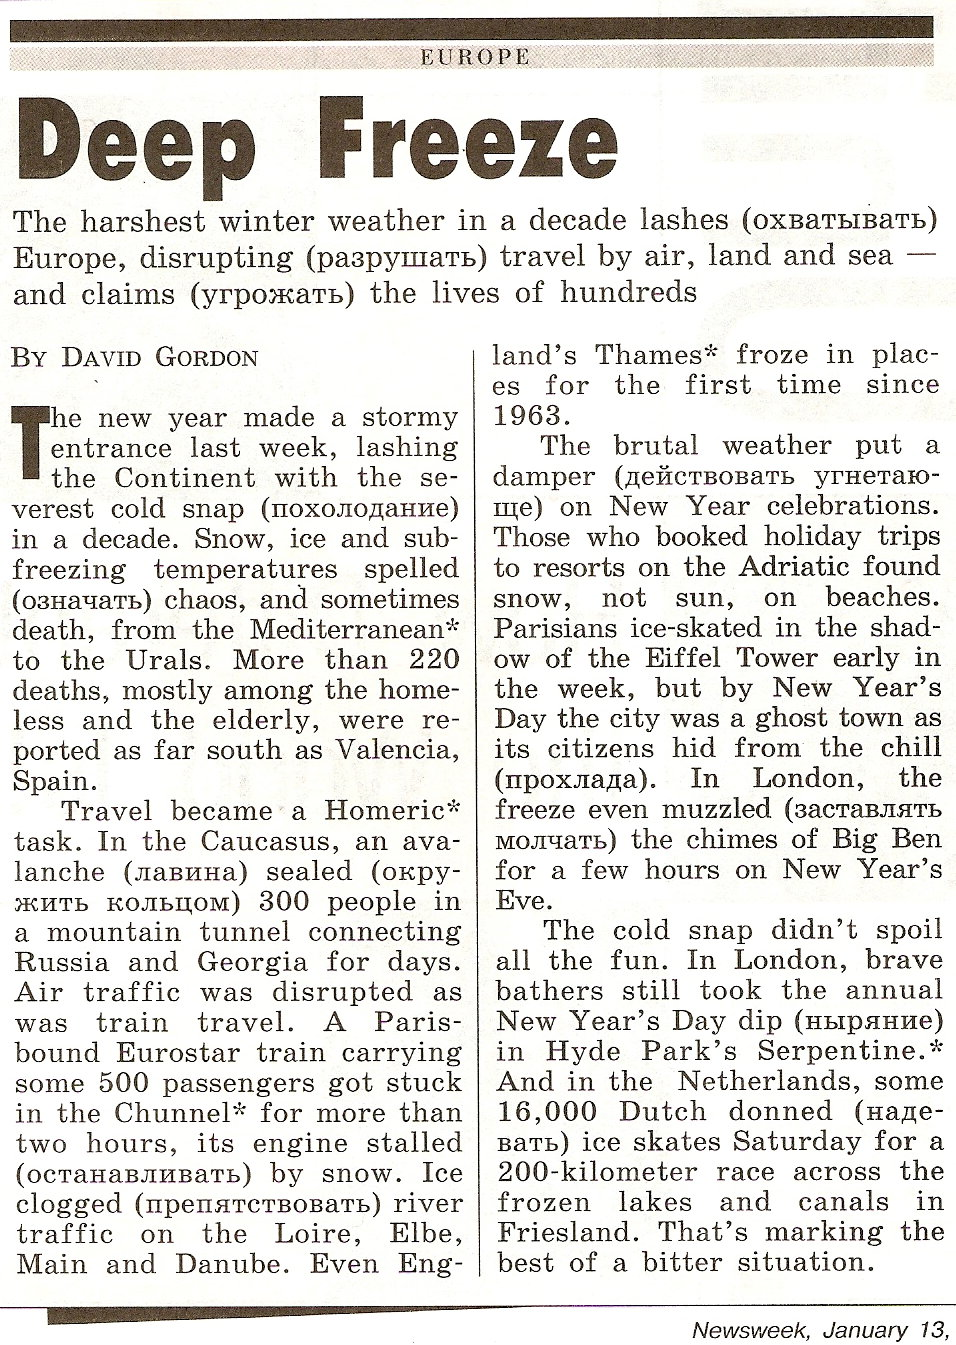 EUROPE
Deep Freeze
The harshest winter weather in a decade lashes (охватывать)
Europe, disrupting (разрушать) travel by air, land and sea —
and claims (угрожать) the lives of hundreds
BY DAVID GORDON
The new year made a stormy
entrance last week, lashing
the Continent with the se-
verest cold snap (похолодание)
in a decade. Snow, ice and sub-
freezing temperatures spelled
(означать) chaos, and sometimes
death, from the Mediterranean*
to the Urals. More than 220
deaths, mostly among the home-
less and the elderly, were re-
ported as far south as Valencia,
Spain.
Travel became a Homeric*
task. In the Caucasus, an ava-
lanche (лавина) sealed (окру-
жить кольцом) 300 people in
a mountain tunnel connecting
Russia and Georgia for days.
Air traffic was disrupted as
was train travel. A Paris-
bound Eurostar train carrying
some 500 passengers got stuck
in the Chunnel* for more than
two hours, its engine stalled
(останавливать) by snow. Ice
clogged (препятствовать) river
traffic on the Loire, Elbe,
Main and Danube. Even Eng-
land's Thames* froze in plac-
es for the first time since
1963.
The brutal weather put a
damper (действовать угнетаю-
ще) on New Year celebrations.
Those who booked holiday trips
to resorts on the Adriatic found
snow, not sun, on beaches.
Parisians ice-skated in the shad-
ow of the Eiffel Tower early in
the week, but by New Year's
Day the city was a ghost town as
its citizens hid from the chill
(прохлада). In London, the
freeze even muzzled (заставлять
молчать) the chimes of Big Ben
for a few hours on New Year's
Eve.
The cold snap didn't spoil
all the fun. In London, brave
bathers still took the annual
New Year's Day dip (ныряние)
in Hyde Park's Serpentine.*
And in the Netherlands, some
16,000 Dutch donned (наде-
вать) ice skates Saturday for a
200-kilometer race across the
frozen lakes and canals in
Friesland. That's marking the
best of a bitter situation.
Newsweek, January 13,